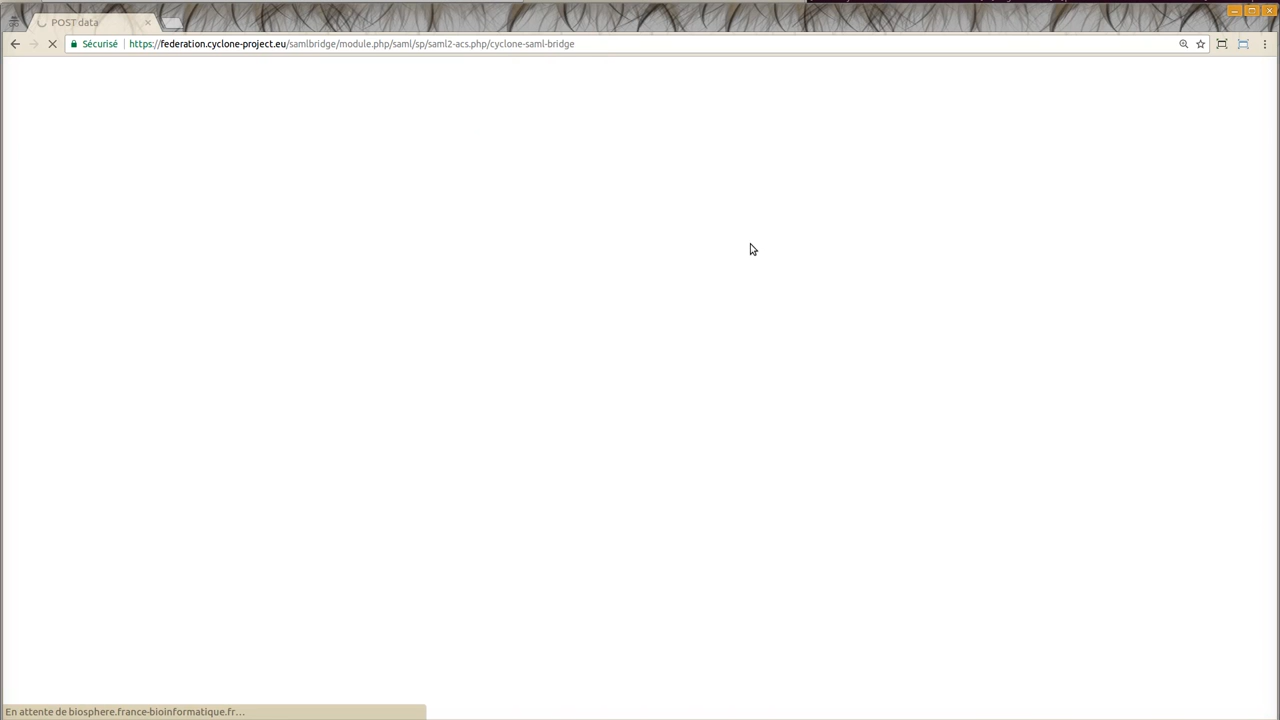 POST data
Sécurisé
https://federation.cyclone-project.eu/samlbridge/module.php/saml/sp/saml2-acs.php/cyclone-saml-bridge
En attente de biosphere.france-bioinformatique.fr...